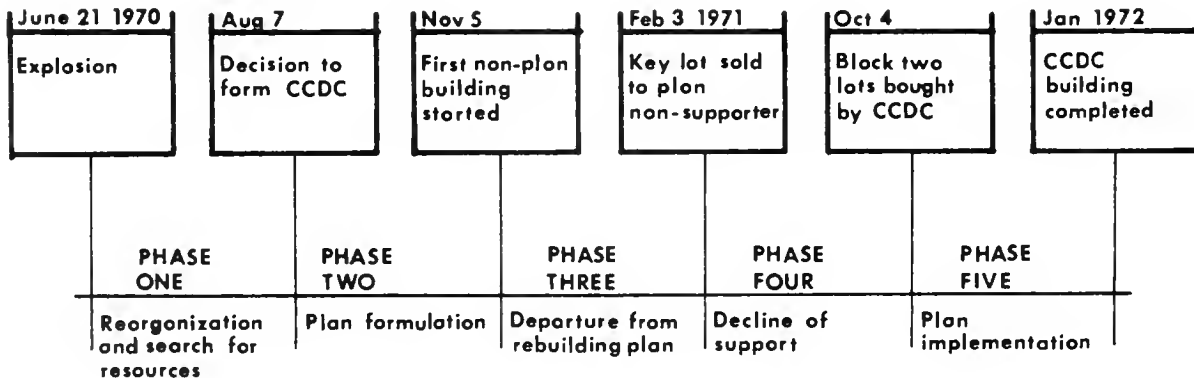 June 21 1970
Explosion
Aug 7
Decision to
form CCDC
Nov 5
First non-plan
building
started
Feb 3 1971
Key lot sold
to plan
non-supporter
Oct 4
Block two
lots bought
by CCDC
Jan 1972
CCDC
building
completed
PHASE
ONE
PHASE
TWO
PHASE
THREE
PHASE
FOUR
PHASE
FIVE
Reorganization
and search for
resources
Plan formulation
Departure from
rebuilding plan
Decline of
support
Plan
implementation